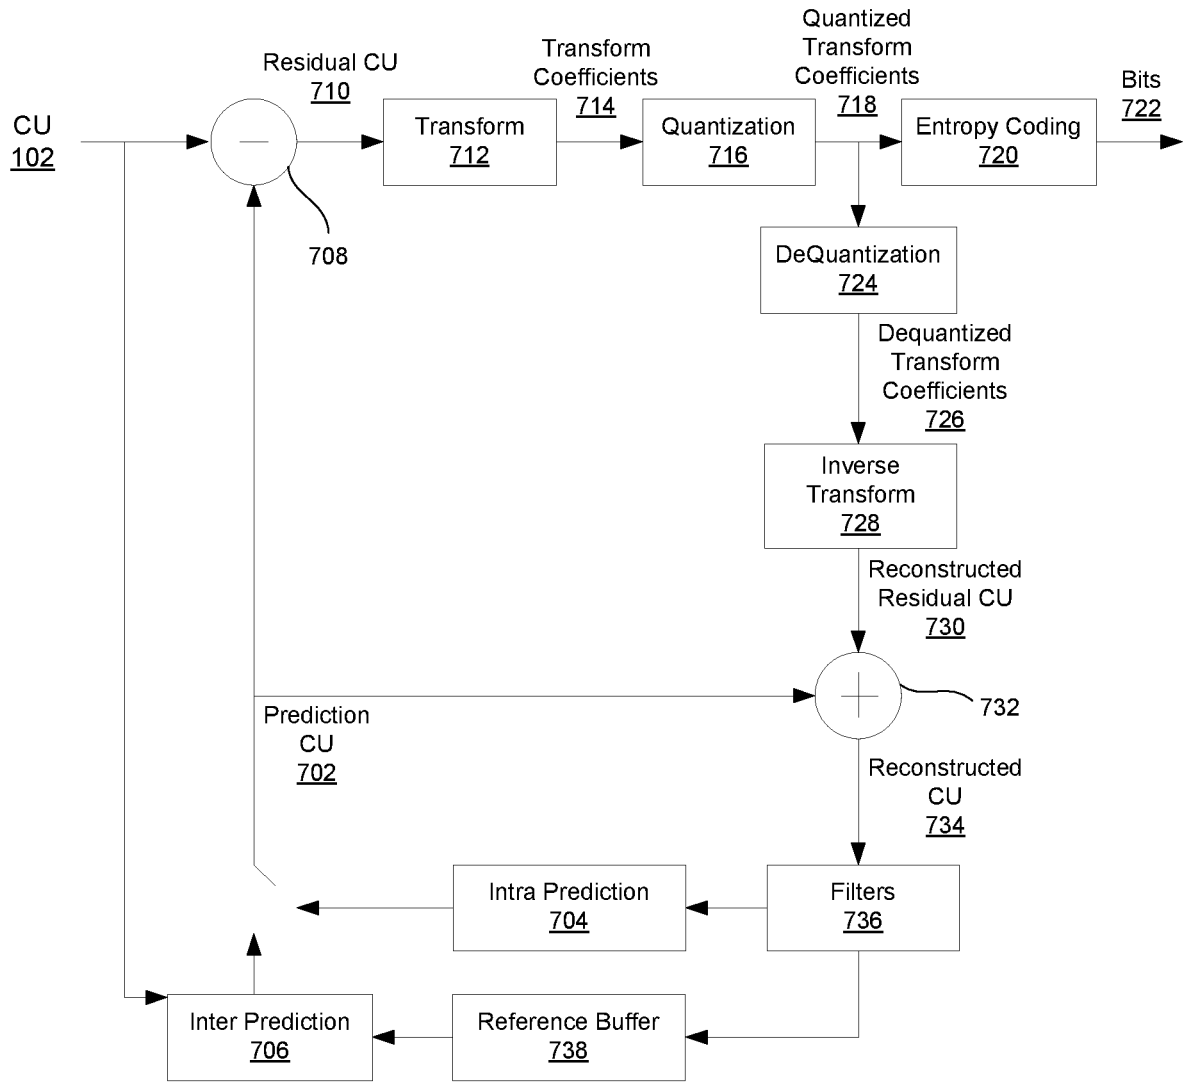 CU
102
Residual CU
710
708
Transform
712
Transform
Coefficients
714
Quantization
716
Quantized
Transform
Coefficients
718
Entropy Coding
720
Bits
722
DeQuantization
724
Dequantized
Transform
Coefficients
726
Inverse
Transform
728
Reconstructed
Residual CU
730
732
Prediction
CU
702
Reconstructed
CU
734
Intra Prediction
704
Filters
736
Inter Prediction
706
Reference Buffer
738